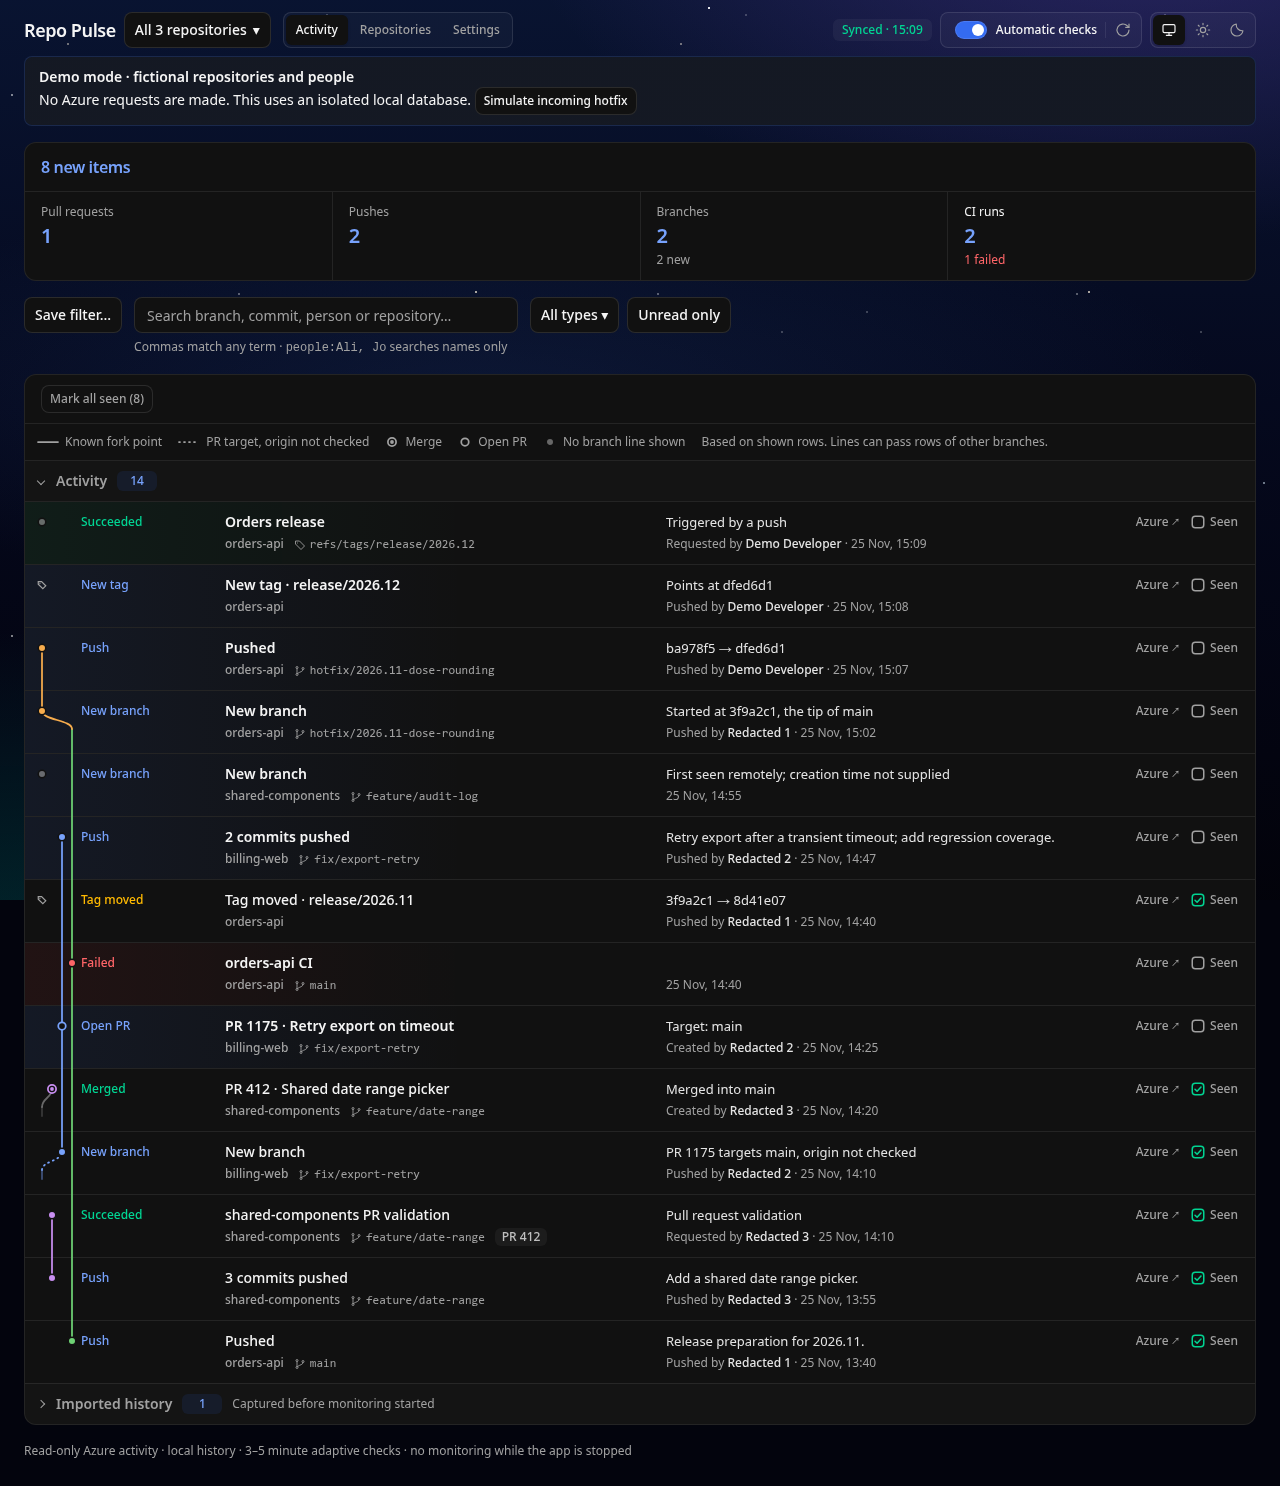 Repo Pulse All 3 repositories ▾ Activity Repositories Settings Synced · 15:09 Automatic checks
Demo mode · fictional repositories and people
No Azure requests are made. This uses an isolated local database. Simulate incoming hotfix
8 new items
Pull requests Pushes Branches CI runs
1 2 2 2
2 new 1 failed
Save filter... Search branch, commit, person or repository... All types ▾ Unread only
Commas match any term · people:Ali, Jo searches names only
Mark all seen (8)
Known fork point PR target, origin not checked Merge Open PR No branch line shown Based on shown rows. Lines can pass rows of other branches.
Activity 14
Succeeded Orders release Triggered by a push Azure ↗ Seen
orders-api refs/tags/release/2026.12 Requested by Demo Developer · 25 Nov, 15:09
New tag New tag · release/2026.12 Points at dfed6d1 Azure ↗ Seen
orders-api Pushed by Demo Developer · 25 Nov, 15:08
Push Pushed ba978f5 → dfed6d1 Azure ↗ Seen
orders-api hotfix/2026.11-dose-rounding Pushed by Demo Developer · 25 Nov, 15:07
New branch New branch Started at 3f9a2c1, the tip of main Azure ↗ Seen
orders-api hotfix/2026.11-dose-rounding Pushed by Redacted 1 · 25 Nov, 15:02
New branch New branch First seen remotely; creation time not supplied Azure ↗ Seen
shared-components feature/audit-log 25 Nov, 14:55
Push 2 commits pushed Retry export after a transient timeout; add regression coverage. Azure ↗ Seen
billing-web fix/export-retry Pushed by Redacted 2 · 25 Nov, 14:47
Tag moved Tag moved · release/2026.11 3f9a2c1 → 8d41e07 Azure ↗ Seen
orders-api Pushed by Redacted 1 · 25 Nov, 14:40
Failed orders-api CI Azure ↗ Seen
orders-api main 25 Nov, 14:40
Open PR PR 1175 · Retry export on timeout Target: main Azure ↗ Seen
billing-web fix/export-retry Created by Redacted 2 · 25 Nov, 14:25
Merged PR 412 · Shared date range picker Merged into main Azure ↗ Seen
shared-components feature/date-range Created by Redacted 3 · 25 Nov, 14:20
New branch New branch PR 1175 targets main, origin not checked Azure ↗ Seen
billing-web fix/export-retry Pushed by Redacted 2 · 25 Nov, 14:10
Succeeded shared-components PR validation Pull request validation Azure ↗ Seen
shared-components feature/date-range PR 412 Requested by Redacted 3 · 25 Nov, 14:10
Push 3 commits pushed Add a shared date range picker. Azure ↗ Seen
shared-components feature/date-range Pushed by Redacted 3 · 25 Nov, 13:55
Push Pushed Release preparation for 2026.11. Azure ↗ Seen
orders-api main Pushed by Redacted 1 · 25 Nov, 13:40
Imported history 1 Captured before monitoring started
Read-only Azure activity · local history · 3–5 minute adaptive checks · no monitoring while the app is stopped